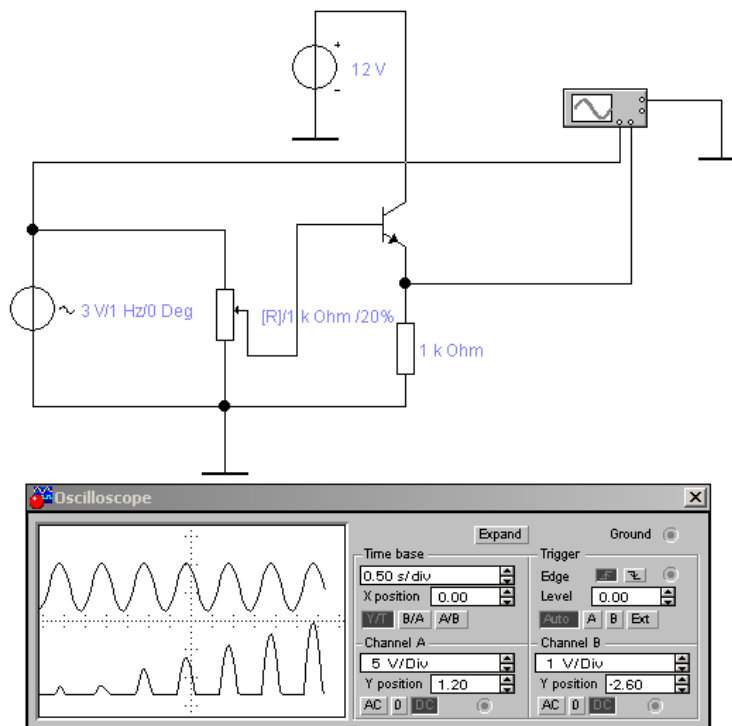 +
12 V
-
3 V/1 Hz/0 Deg
[R]/1 k Ohm /20%
1 k Ohm
Oscilloscope
Expand
Ground
Time base
Trigger
0.50 s/div
Edge
X position 0.00
Level 0.00
Y/T B/A A/B
Auto A B Ext
Channel A
Channel B
5 V/Div
1 V/Div
Y position 1.20
Y position -2.60
AC 0 DC
AC 0 DC